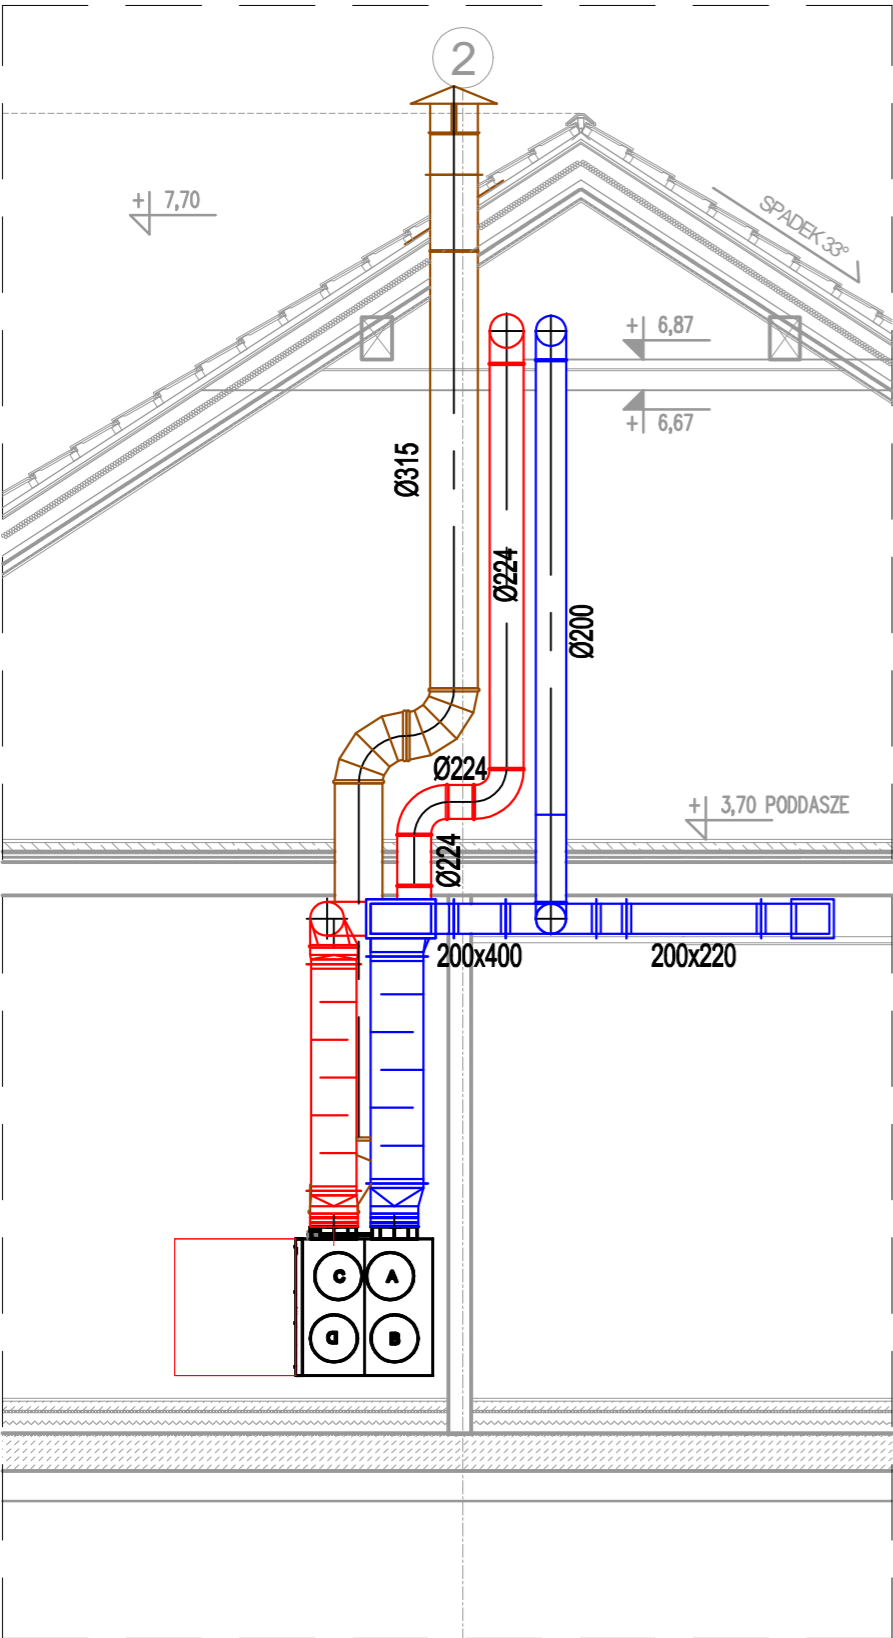 2
+ 7,70
SPADEK 33°
+ 6,87
+ 6,67
Ø315
Ø224
Ø200
Ø224
+ 3,70 PODDASZE
Ø224
200x400
200x220
C
A
D
B